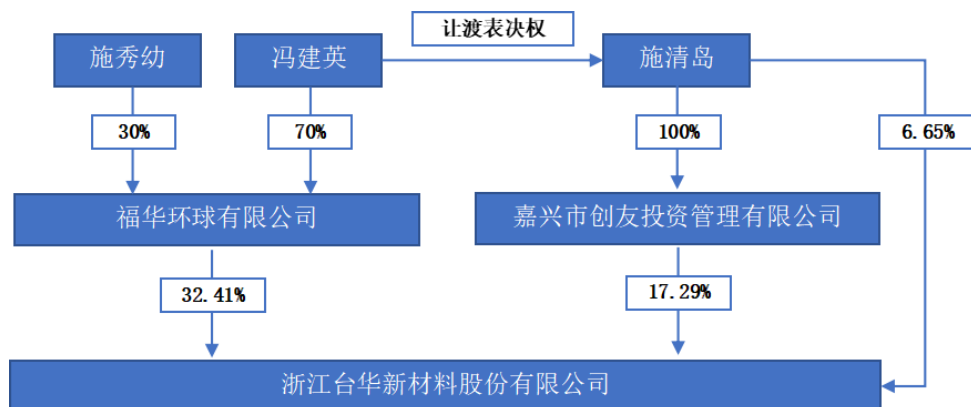 让渡表决权
施秀幼
冯建英
施清岛
30%
70%
100%
6.65%
福华环球有限公司
嘉兴市创友投资管理有限公司
32.41%
17.29%
浙江台华新材料股份有限公司